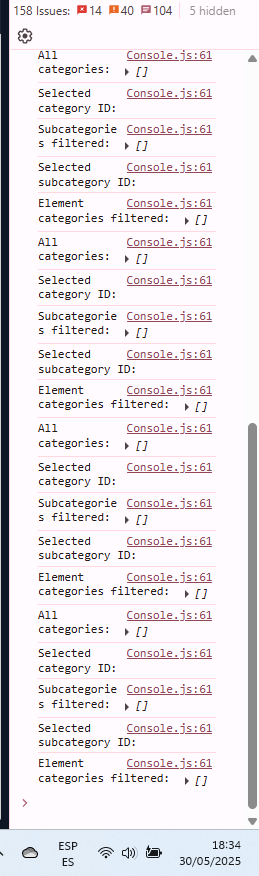 158 Issues: 14 40 104 5 hidden
All Console.js:61
categories: ▸ []
Selected Console.js:61
category ID:
Subcategorie Console.js:61
s filtered: ▸ []
Selected Console.js:61
subcategory ID:
Element Console.js:61
categories filtered: ▸ []
All Console.js:61
categories: ▸ []
Selected Console.js:61
category ID:
Subcategorie Console.js:61
s filtered: ▸ []
Selected Console.js:61
subcategory ID:
Element Console.js:61
categories filtered: ▸ []
All Console.js:61
categories: ▸ []
Selected Console.js:61
category ID:
Subcategorie Console.js:61
s filtered: ▸ []
Selected Console.js:61
subcategory ID:
Element Console.js:61
categories filtered: ▸ []
All Console.js:61
categories: ▸ []
Selected Console.js:61
category ID:
Subcategorie Console.js:61
s filtered: ▸ []
Selected Console.js:61
subcategory ID:
Element Console.js:61
categories filtered: ▸ []
ESP 18:34
ES 30/05/2025